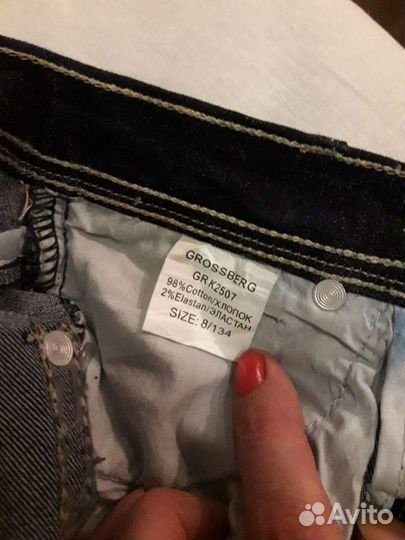 GROSSBERG
GRK2507
98%Cotton/ХЛОПОК
2%Elastan/ЭЛАСТАН
SIZE: 8/134
Avito